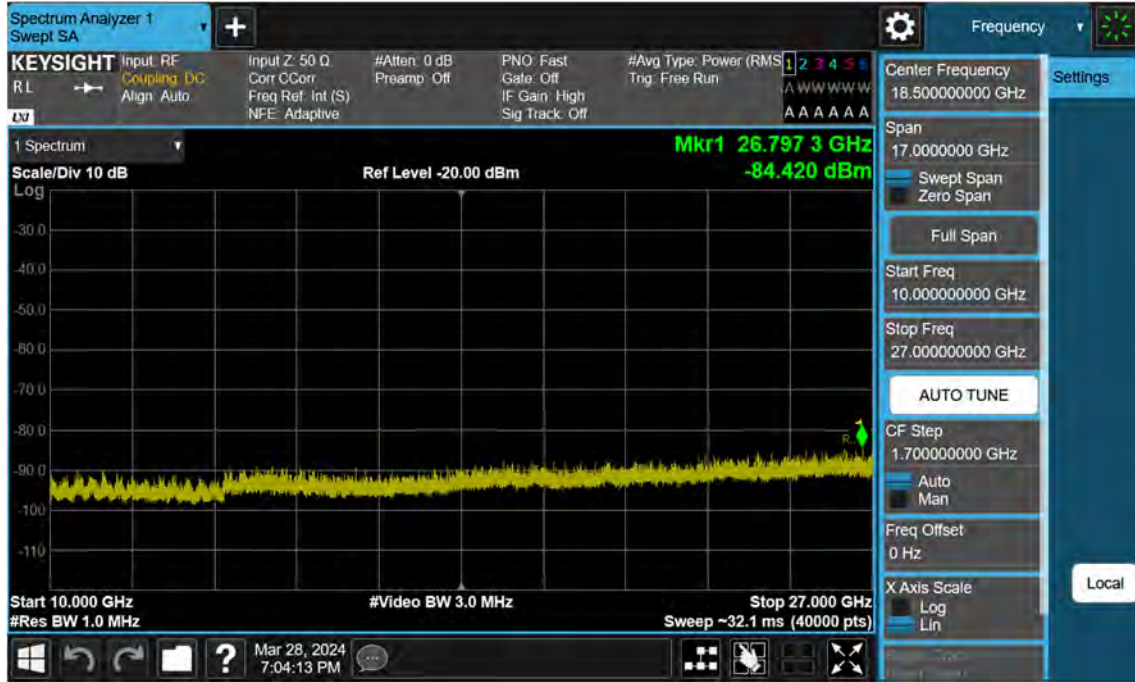 Spectrum Analyzer 1
Swept SA
Frequency
KEYSIGHT
R L
LXI
Input: RF
Coupling: DC
Align: Auto
Input Z: 50 Ω
Corr CCorr
Freq Ref: Int (S)
NFE: Adaptive
#Atten: 0 dB
Preamp: Off
PNO: Fast
Gate: Off
IF Gain: High
Sig Track: Off
#Avg Type: Power (RMS
Trig: Free Run
1 2 3 4 5 6
A W W W W W
A A A A A A
1 Spectrum
Scale/Div 10 dB
Log
Ref Level -20.00 dBm
Mkr1 26.797 3 GHz
-84.420 dBm
-30.0
-40.0
-50.0
-60.0
-70.0
-80.0
-90.0
-100
-110
1
Start 10.000 GHz
#Res BW 1.0 MHz
#Video BW 3.0 MHz
Stop 27.000 GHz
Sweep ~32.1 ms (40000 pts)
Center Frequency
18.500000000 GHz
Span
17.0000000 GHz
Swept Span
Zero Span
Full Span
Start Freq
10.000000000 GHz
Stop Freq
27.000000000 GHz
AUTO TUNE
CF Step
1.700000000 GHz
Auto
Man
Freq Offset
0 Hz
X Axis Scale
Log
Lin
Settings
Local
?
Mar 28, 2024
7:04:13 PM